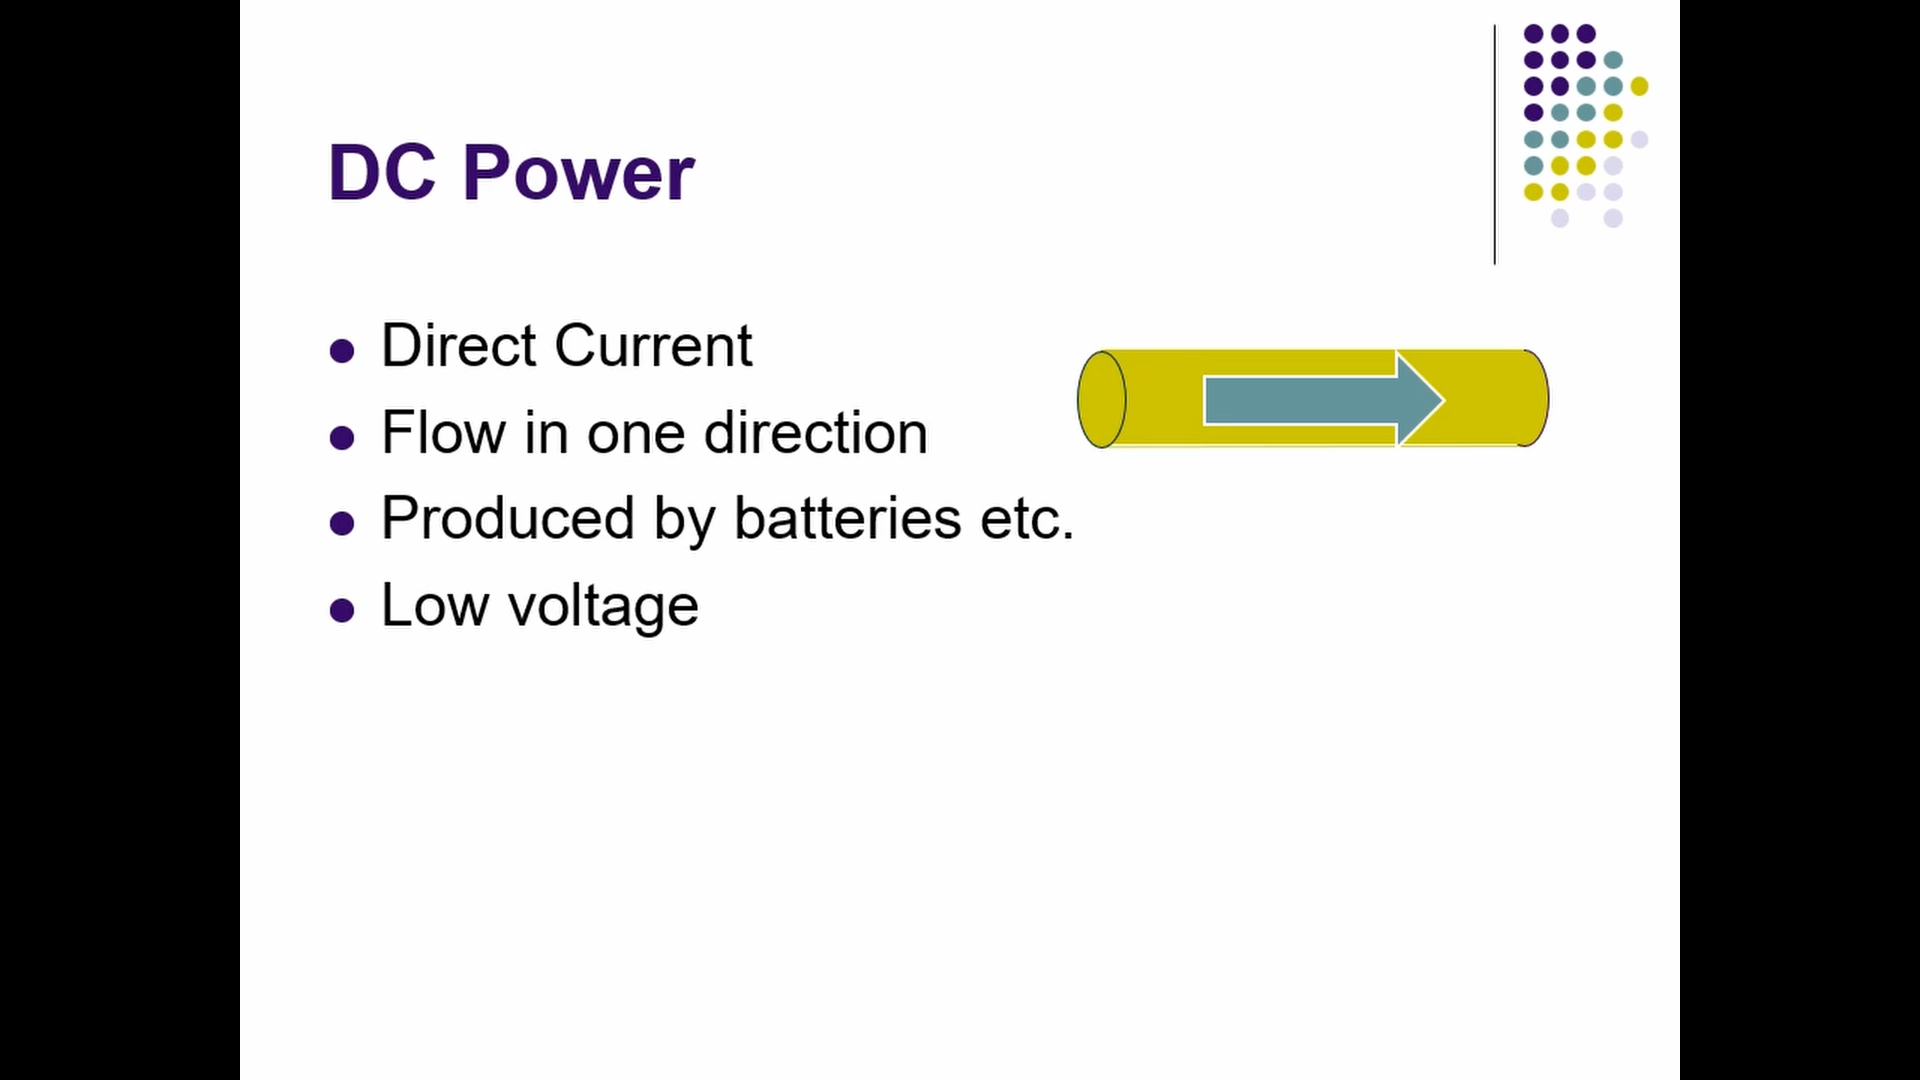 DC Power
Direct Current
Flow in one direction
Produced by batteries etc.
Low voltage